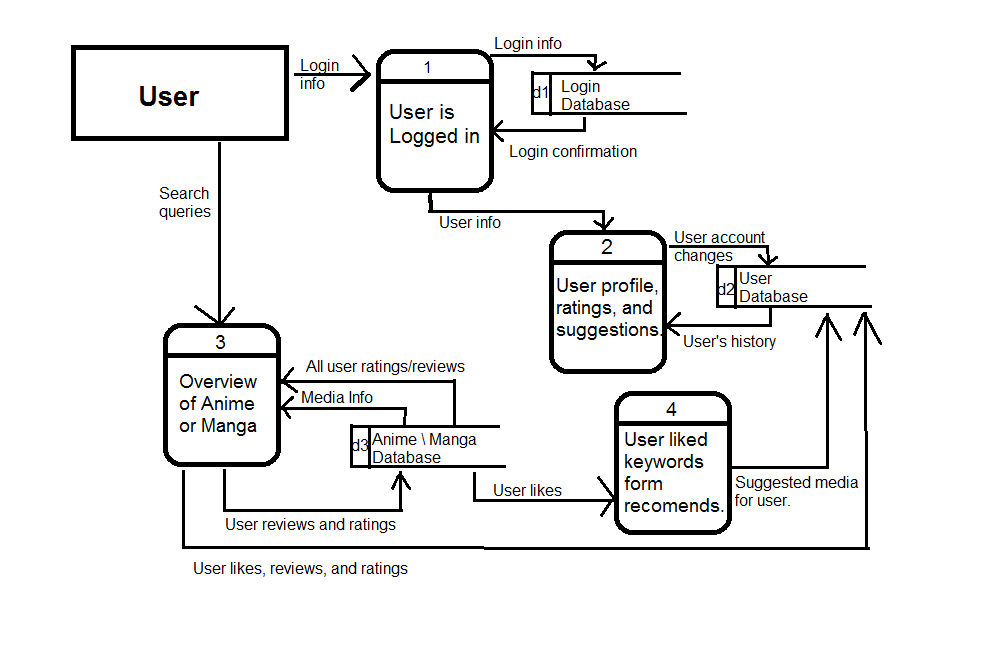 User
Login
info
1
User is
Logged in
Login info
d1
Login
Database
Login confirmation
User info
Search
queries
2
User profile,
ratings, and
suggestions.
User account
changes
d2
User
Database
User's history
3
Overview
of Anime
or Manga
All user ratings/reviews
Media Info
d3
Anime \ Manga
Database
User likes
4
User liked
keywords
form
recomends.
Suggested media
for user.
User reviews and ratings
User likes, reviews, and ratings